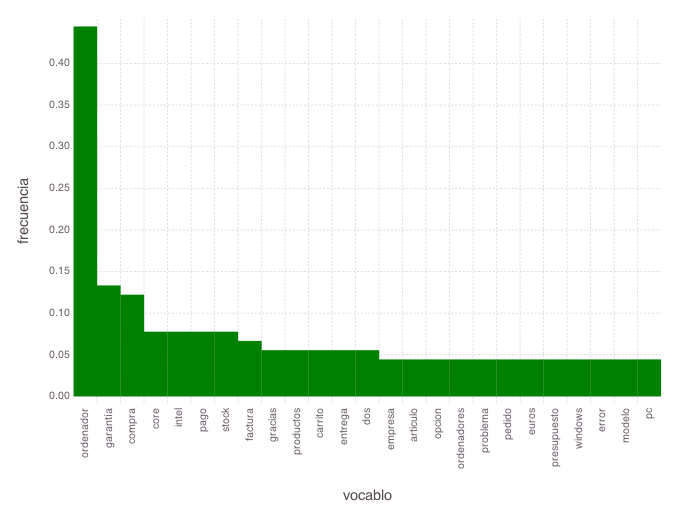 frecuencia
0.40
0.35
0.30
0.25
0.20
0.15
0.10
0.05
0.00
ordenador
garantía
compra
core
intel
pago
stock
factura
gracias
productos
carrito
entrega
dos
empresa
articulo
opcion
ordenadores
problema
pedido
euros
presupuesto
windows
error
modelo
pc
vocablo